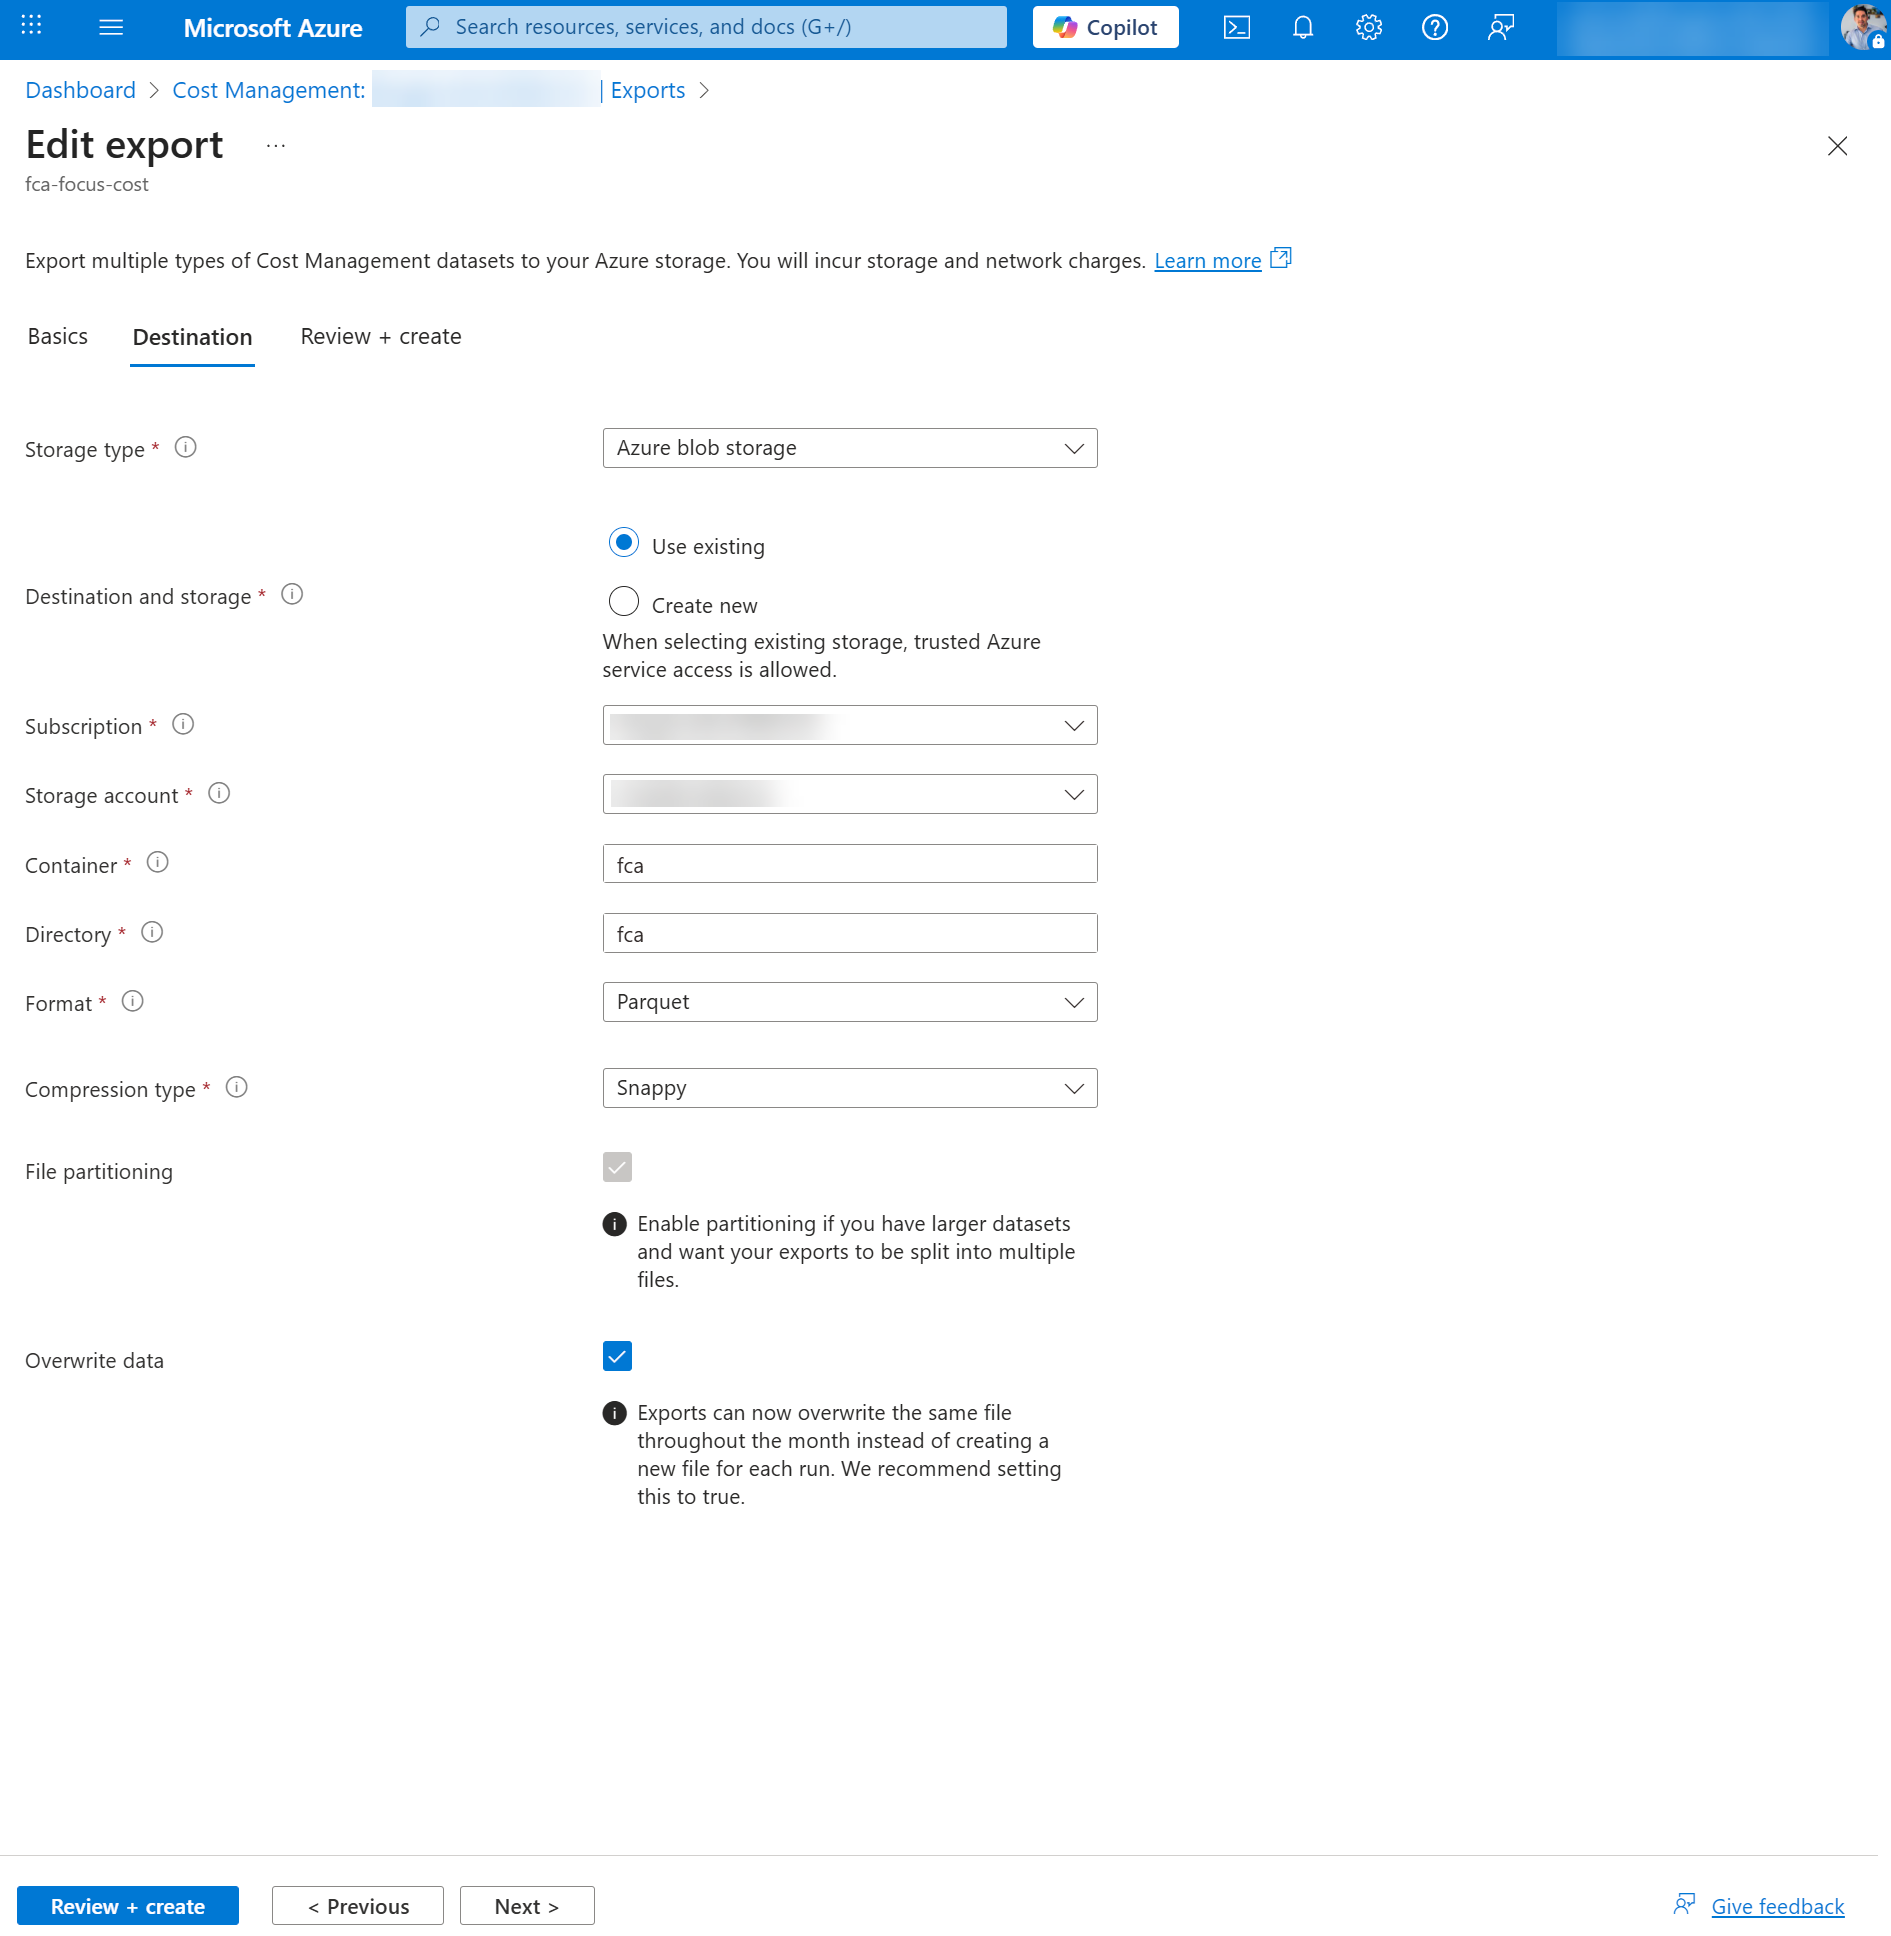 Microsoft Azure
Search resources, services, and docs (G+/)
Copilot
Dashboard > Cost Management: | Exports >
Edit export ...
fca-focus-cost
Export multiple types of Cost Management datasets to your Azure storage. You will incur storage and network charges. Learn more
Basics Destination Review + create
Storage type *
Azure blob storage
Use existing
Destination and storage *
Create new
When selecting existing storage, trusted Azure
service access is allowed.
Subscription *
Storage account *
Container *
fca
Directory *
fca
Format *
Parquet
Compression type *
Snappy
File partitioning
Enable partitioning if you have larger datasets
and want your exports to be split into multiple
files.
Overwrite data
Exports can now overwrite the same file
throughout the month instead of creating a
new file for each run. We recommend setting
this to true.
Review + create
< Previous
Next >
Give feedback